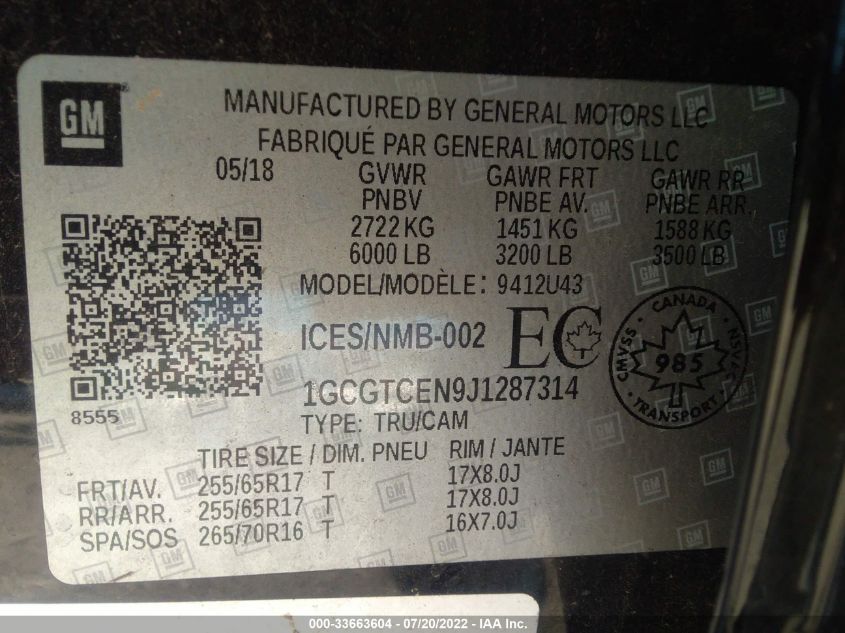 GM
MANUFACTURED BY GENERAL MOTORS LLC
FABRIQUÉ PAR GENERAL MOTORS LLC
05/18 GVWR GAWR FRT GAWR RR
PNBV PNBE AV. PNBE ARR.
2722 KG 1451 KG 1588 KG
6000 LB 3200 LB 3500 LB
MODEL/MODÈLE: 9412U43
ICES/NMB-002 EC
CANADA
CMVSS 985 NSVAC
TRANSPORT
1GCGTCEN9J1287314
8555
TYPE: TRU/CAM
TIRE SIZE / DIM. PNEU RIM / JANTE
FRT/AV. 255/65R17 T 17X8.0J
RR/ARR. 255/65R17 T 17X8.0J
SPA/SOS 265/70R16 T 16X7.0J
000-33663604 - 07/20/2022 - IAA Inc.